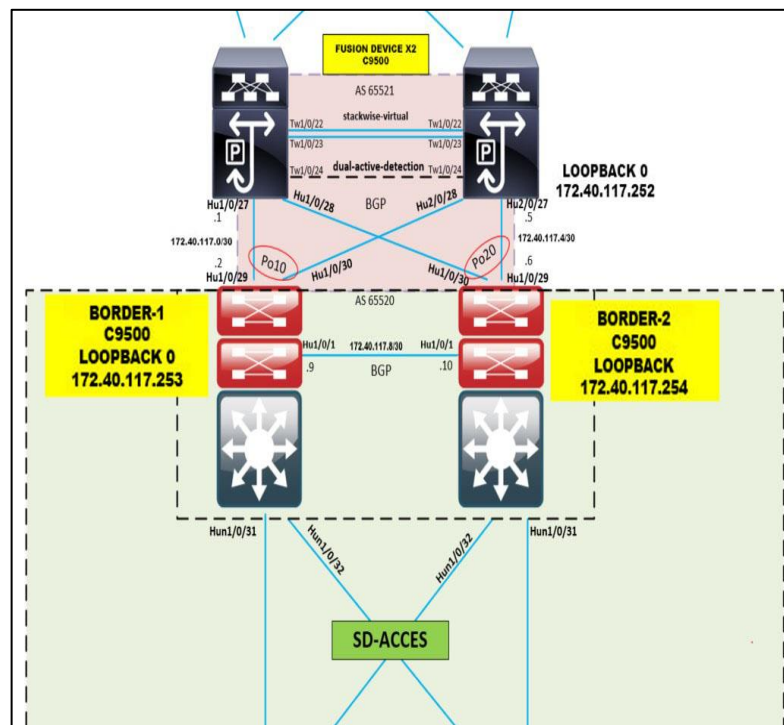 FUSION DEVICE X2
C9500
AS 65521
stackwise-virtual
Tw1/0/22
Tw1/0/22
Tw1/0/23
Tw1/0/23
dual-active-detection
Tw1/0/24
Tw1/0/24
LOOPBACK 0
172.40.117.252
Hu1/0/27
Hu1/0/28
BGP
Hu2/0/28
Hu2/0/27
.1
.5
172.40.117.0/30
172.40.117.4/30
.2
Po10
Hu1/0/30
Hu1/0/30
Po20
.6
Hu1/0/29
Hu1/0/29
AS 65520
BORDER-1
C9500
LOOPBACK 0
172.40.117.253
Hu1/0/1
172.40.117.8/30
Hu1/0/1
.9
BGP
.10
BORDER-2
C9500
LOOPBACK
172.40.117.254
Hun1/0/31
Hun1/0/32
Hun1/0/32
Hun1/0/31
SD-ACCES